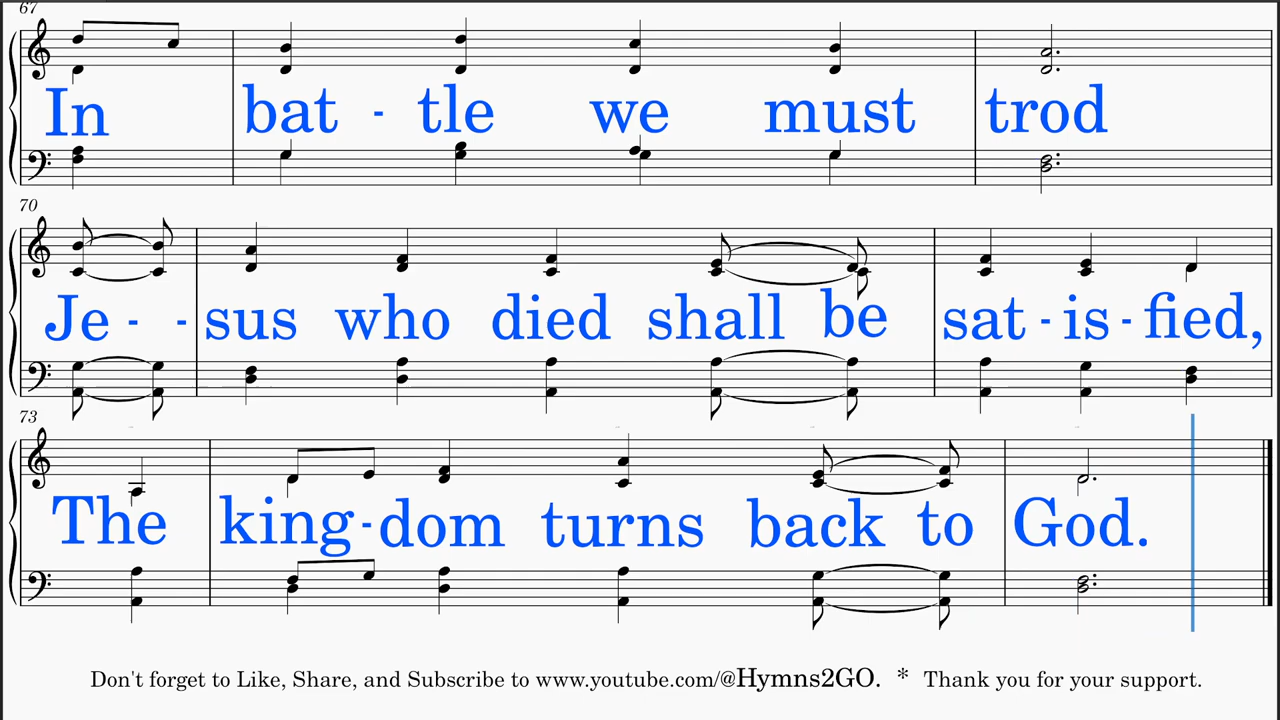 67
In bat - tle we must trod
70
Je - - sus who died shall be sat - is - fied,
73
The king - dom turns back to God.
Don't forget to Like, Share, and Subscribe to www.youtube.com/@Hymns2GO. * Thank you for your support.